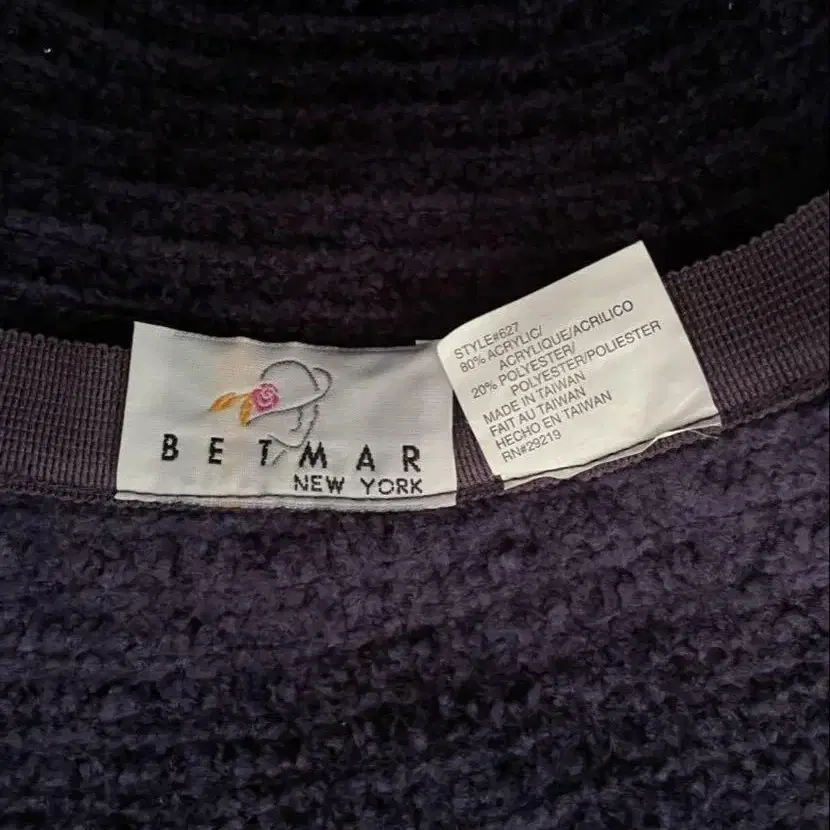 BETMAR
NEW YORK
STYLE#627
80% ACRYLIC/
ACRYLIQUE/ACRILICO
20% POLYESTER/
POLYESTER/POLIESTER
MADE IN TAIWAN
FAIT AU TAIWAN
HECHO EN TAIWAN
RN#29219